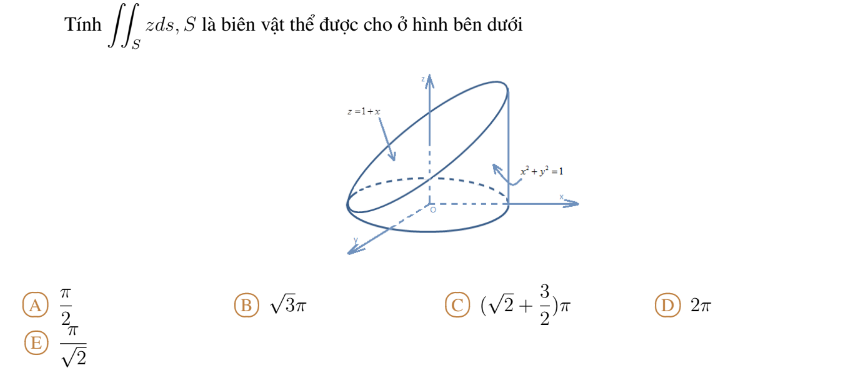 Tính ∬_S zds, S là biên vật thể được cho ở hình bên dưới
z
z = 1 + x
x² + y² = 1
x
O
y
A π/2 B √3π C (√2 + 3/2)π D 2π
E π/√2